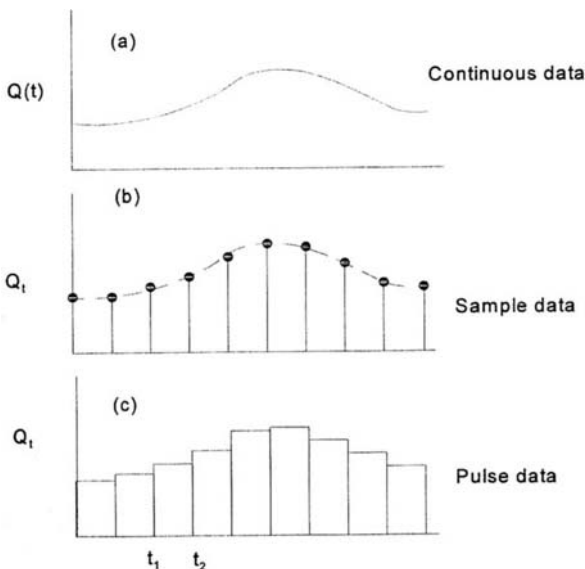 (a)
Q(t)
Continuous data
(b)
Qt
Sample data
(c)
Qt
Pulse data
t1 t2